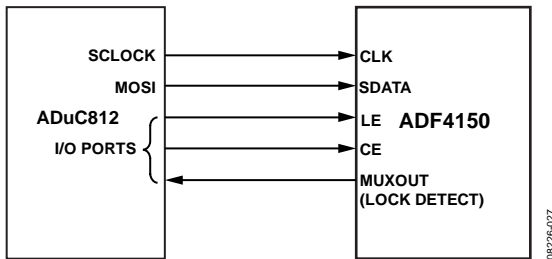 SCLOCK
MOSI
ADuC812
I/O PORTS
CLK
SDATA
LE
ADF4150
CE
MUXOUT
(LOCK DETECT)
08226-027